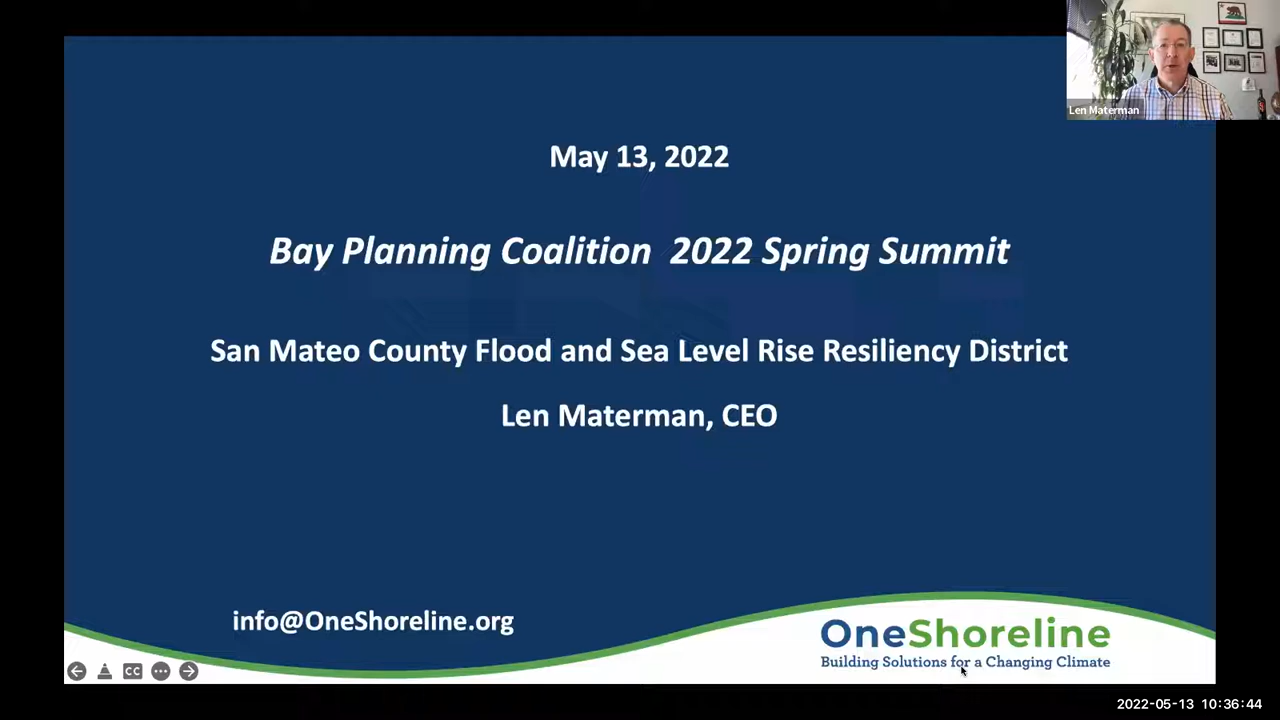 Len Materman
May 13, 2022
Bay Planning Coalition 2022 Spring Summit
San Mateo County Flood and Sea Level Rise Resiliency District
Len Materman, CEO
info@OneShoreline.org
OneShoreline
Building Solutions for a Changing Climate
CC
2022-05-13 10:36:44